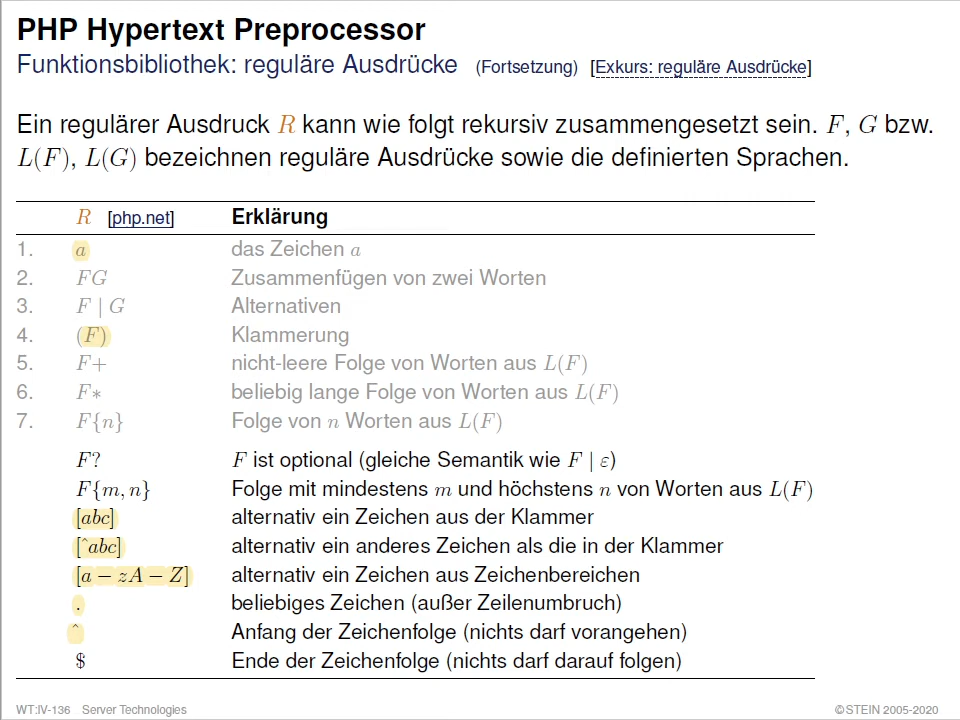 PHP Hypertext Preprocessor
Funktionsbibliothek: reguläre Ausdrücke (Fortsetzung) [Exkurs: reguläre Ausdrücke]
Ein regulärer Ausdruck R kann wie folgt rekursiv zusammengesetzt sein. F, G bzw.
L(F), L(G) bezeichnen reguläre Ausdrücke sowie die definierten Sprachen.
R [php.net] Erklärung
1. a das Zeichen a
2. FG Zusammenfügen von zwei Worten
3. F | G Alternativen
4. (F) Klammerung
5. F+ nicht-leere Folge von Worten aus L(F)
6. F* beliebig lange Folge von Worten aus L(F)
7. F{n} Folge von n Worten aus L(F)
F? F ist optional (gleiche Semantik wie F | ε)
F{m, n} Folge mit mindestens m und höchstens n von Worten aus L(F)
[abc] alternativ ein Zeichen aus der Klammer
[^abc] alternativ ein anderes Zeichen als die in der Klammer
[a − zA − Z] alternativ ein Zeichen aus Zeichenbereichen
. beliebiges Zeichen (außer Zeilenumbruch)
^ Anfang der Zeichenfolge (nichts darf vorangehen)
$ Ende der Zeichenfolge (nichts darf darauf folgen)
WT:IV-136 Server Technologies ©STEIN 2005-2020